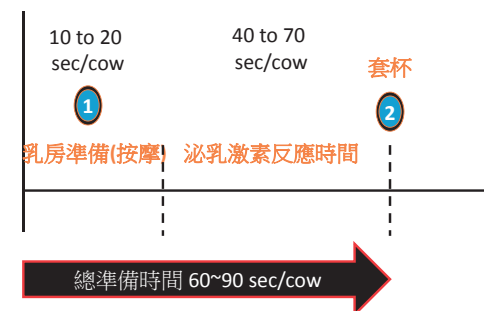 10 to 20
sec/cow
40 to 70
sec/cow
套杯
1
2
乳房準備(按摩)
泌乳激素反應時間
總準備時間 60~90 sec/cow